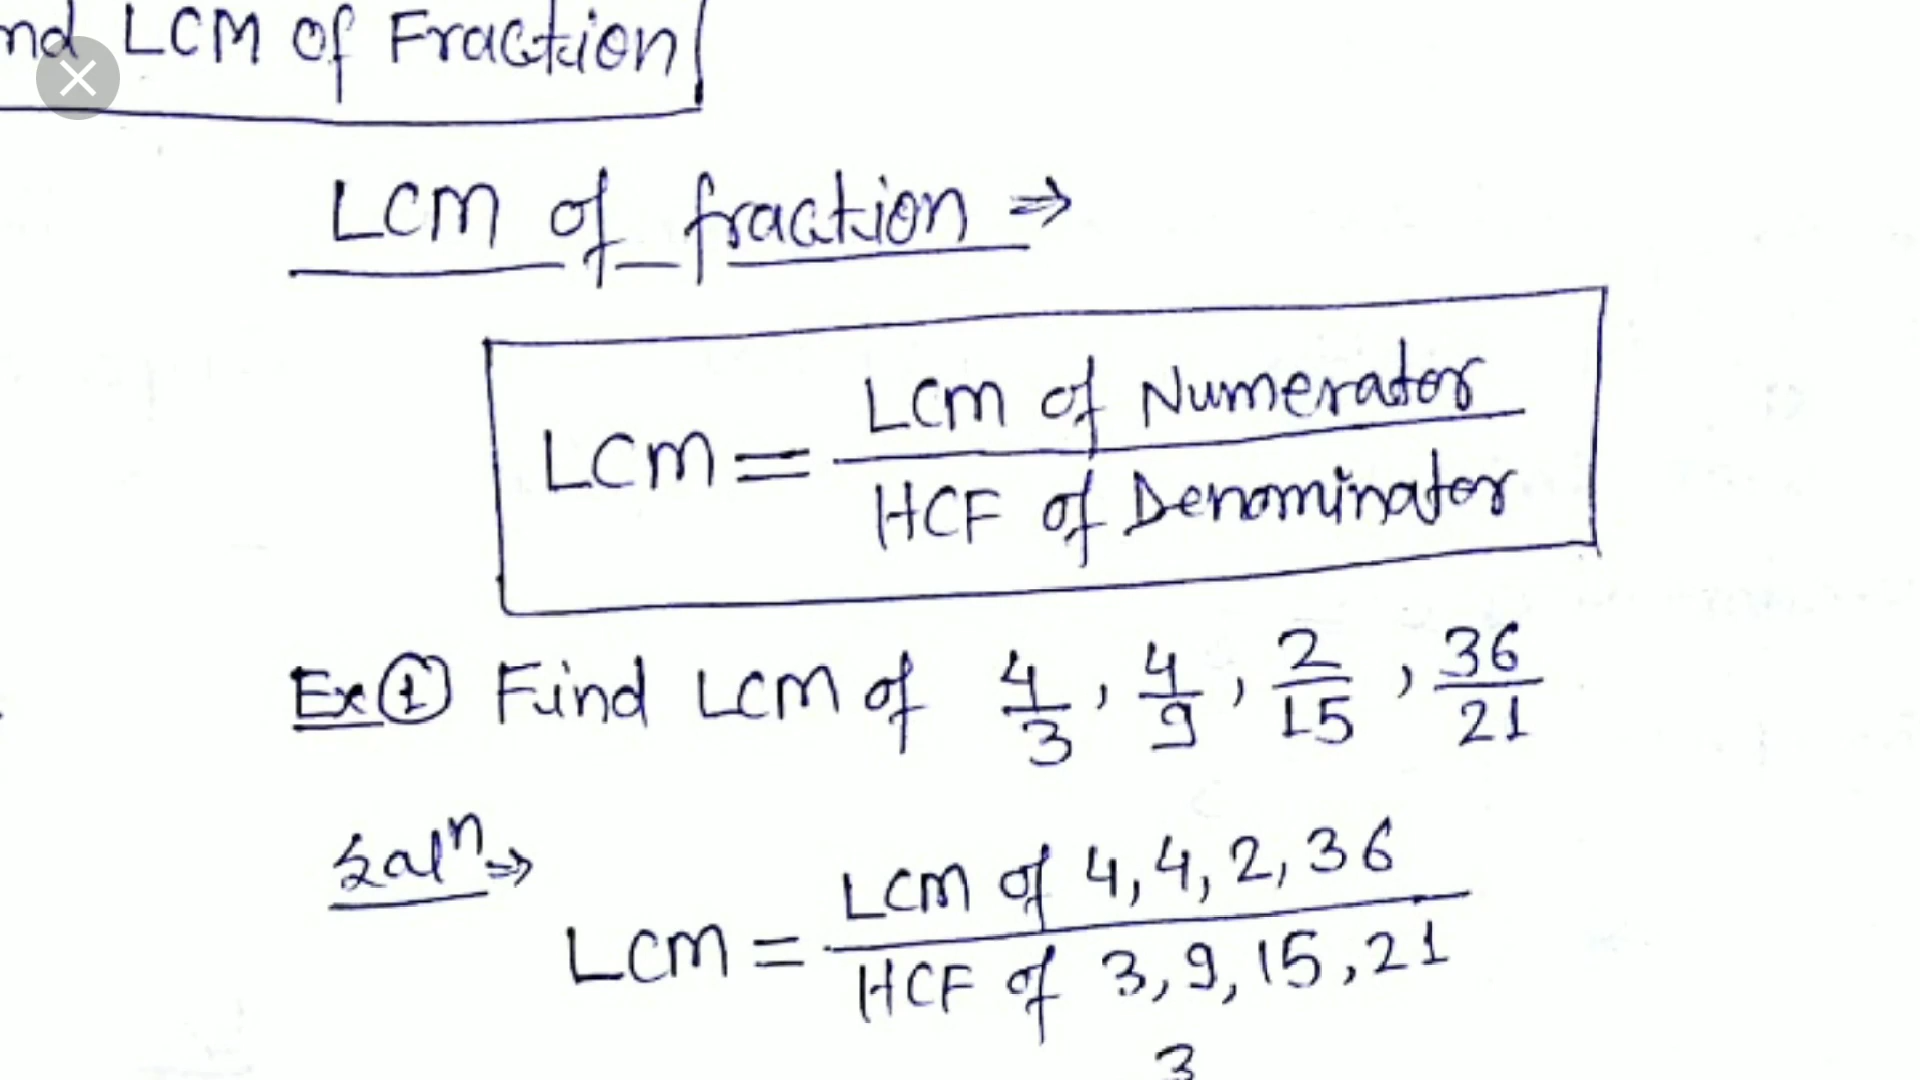 nd LCM of Fraction
LCM of fraction ⇒
LCM = LCM of Numerator
HCF of Denominator
Ex ① Find LCM of 4/3, 4/9, 2/15, 36/21
Solⁿ ⇒
LCM = LCM of 4, 4, 2, 36
HCF of 3, 9, 15, 21
3